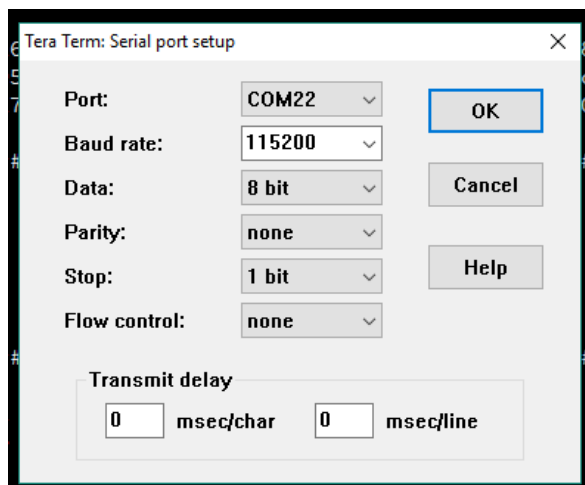 Tera Term: Serial port setup
Port: COM22 OK
Baud rate: 115200
Data: 8 bit Cancel
Parity: none
Stop: 1 bit Help
Flow control: none
Transmit delay
0 msec/char 0 msec/line